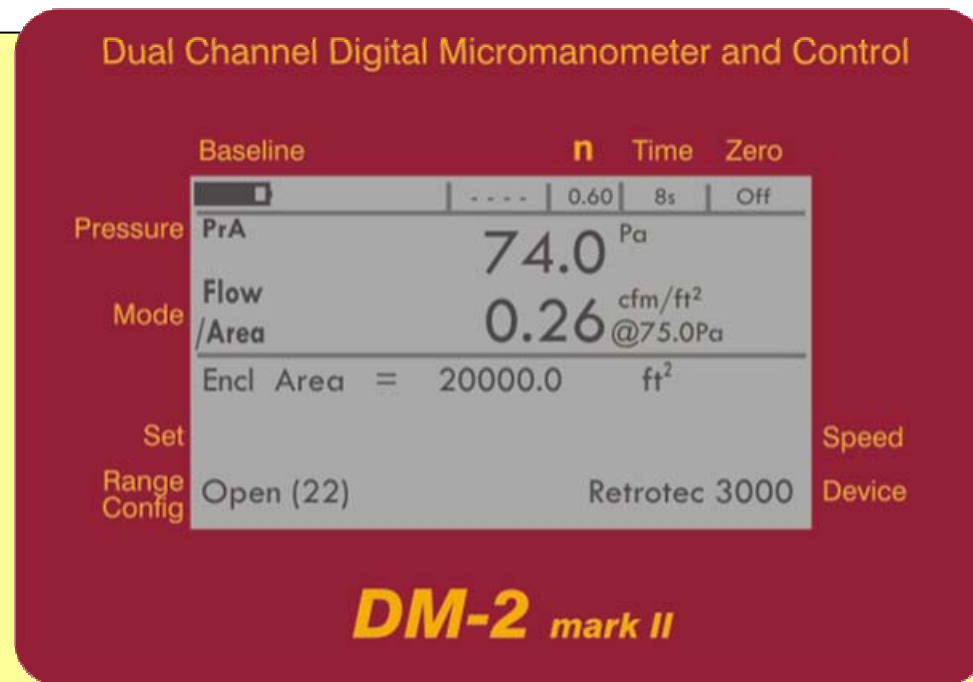 Dual Channel Digital Micromanometer and Control
Baseline n Time Zero
- - - - 0.60 8s Off
Pressure PrA 74.0 Pa
Mode Flow /Area 0.26 cfm/ft² @75.0Pa
Encl Area = 20000.0 ft²
Set Speed
Range Config Open (22) Retrotec 3000 Device
DM-2 mark II